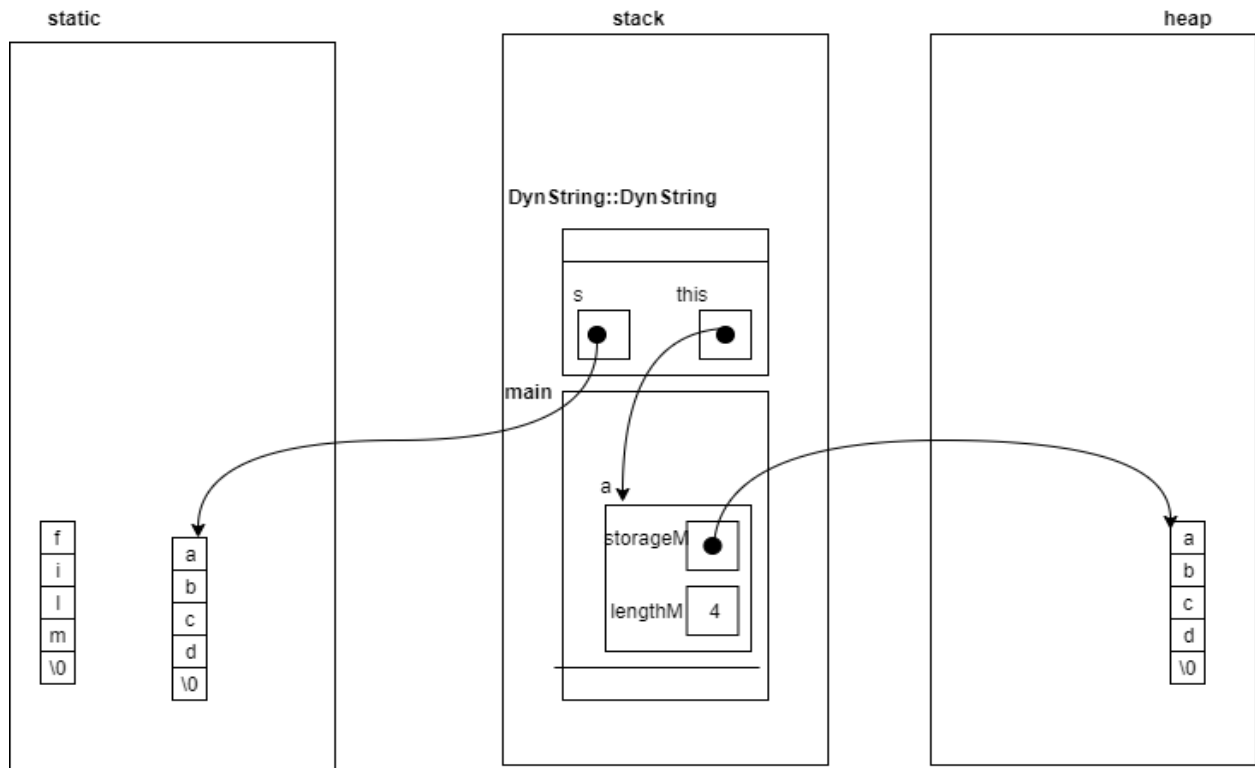 static
stack
heap
DynString::DynString
s
this
main
a
storageM
lengthM
4
f
i
l
m
\0
a
b
c
d
\0
a
b
c
d
\0